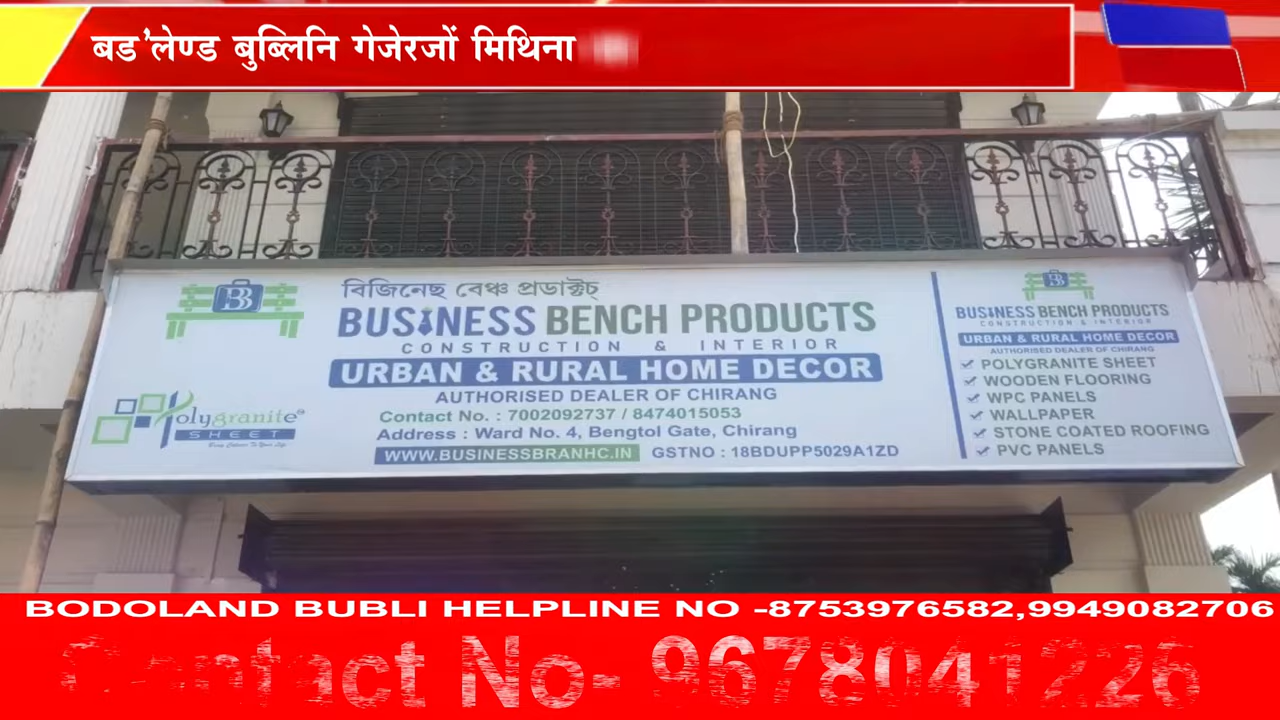 बड'लेण्ड बुब्लिनि गेजेरजों मिथिना
BB
বিজিনেছ বেঞ্চ প্ৰডাক্টচ্
BUSINESS BENCH PRODUCTS
CONSTRUCTION & INTERIOR
URBAN & RURAL HOME DECOR
AUTHORISED DEALER OF CHIRANG
Contact No. : 7002092737 / 8474015053
Address : Ward No. 4, Bengtol Gate, Chirang
WWW.BUSINESSBRANHC.IN GSTNO : 18BDUPP5029A1ZD
Polygranite
SHEET
BUSINESS BENCH PRODUCTS
CONSTRUCTION & INTERIOR
URBAN & RURAL HOME DECOR
AUTHORISED DEALER OF CHIRANG
POLYGRANITE SHEET
WOODEN FLOORING
WPC PANELS
WALLPAPER
STONE COATED ROOFING
PVC PANELS
BODOLAND BUBLI HELPLINE NO -8753976582,9949082706
Contact No- 9678041226